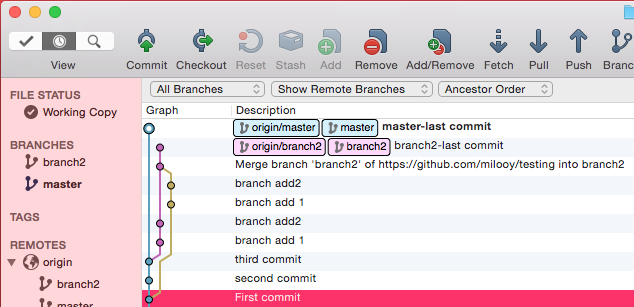 View Commit Checkout Reset Stash Add Remove Add/Remove Fetch Pull Push Branc
All Branches Show Remote Branches Ancestor Order
FILE STATUS
Working Copy
BRANCHES
branch2
master
TAGS
REMOTES
origin
branch2
master
Graph Description
origin/master master master-last commit
origin/branch2 branch2 branch2-last commit
Merge branch 'branch2' of https://github.com/milooy/testing into branch2
branch add2
branch add 1
branch add2
branch add 1
third commit
second commit
First commit